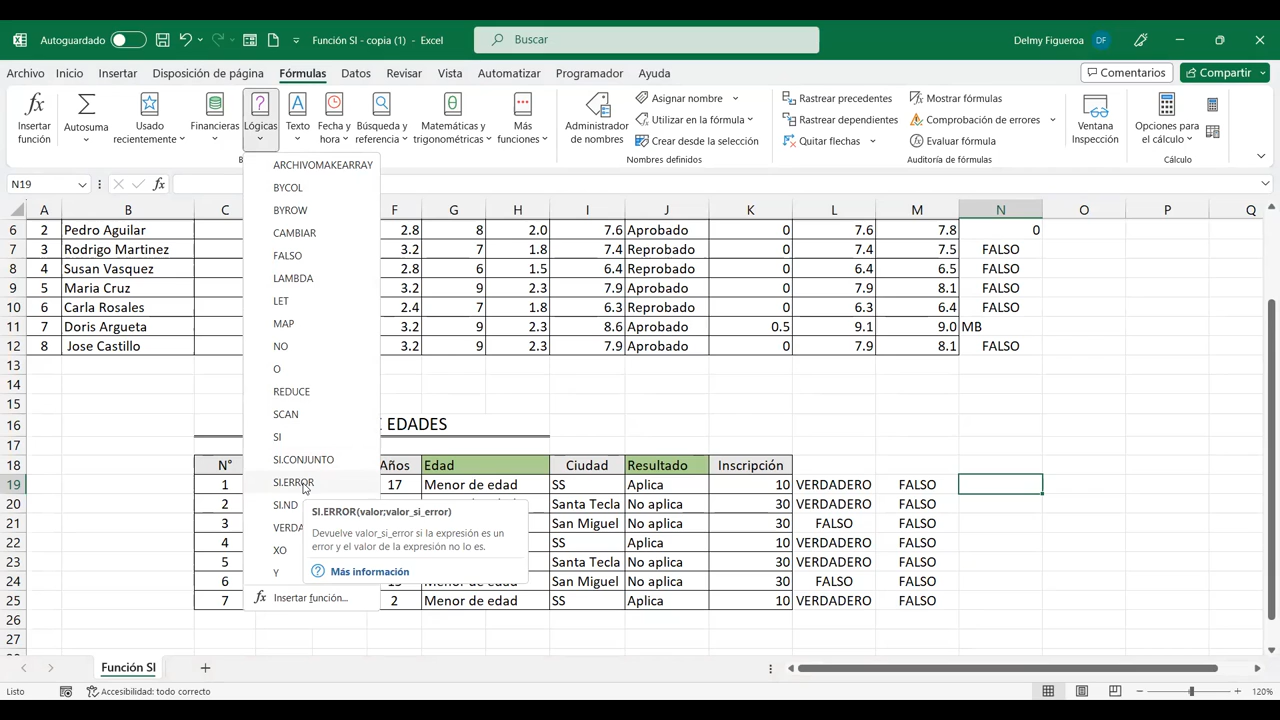 Autoguardado Función SI - copia (1) - Excel Buscar Delmy Figueroa DF
Archivo Inicio Insertar Disposición de página Fórmulas Datos Revisar Vista Automatizar Programador Ayuda Comentarios Compartir
Insertar función Autosuma Usado recientemente Financieras Lógicas Texto Fecha y hora Búsqueda y referencia Matemáticas y trigonométricas Más funciones Administrador de nombres
Asignar nombre Rastrear precedentes Mostrar fórmulas
Utilizar en la fórmula Rastrear dependientes Comprobación de errores Ventana Inspección Opciones para el cálculo
Crear desde la selección Quitar flechas Evaluar fórmula
B Nombres definidos Auditoría de fórmulas Cálculo
N19 fx
A B C F G H I J K L M N O P Q
6 2 Pedro Aguilar 2.8 8 2.0 7.6 Aprobado 0 7.6 7.8 0
7 3 Rodrigo Martinez 3.2 7 1.8 7.4 Reprobado 0 7.4 7.5 FALSO
8 4 Susan Vasquez 2.8 6 1.5 6.4 Reprobado 0 6.4 6.5 FALSO
9 5 Maria Cruz 3.2 9 2.3 7.9 Aprobado 0 7.9 8.1 FALSO
10 6 Carla Rosales 2.4 7 1.8 6.3 Reprobado 0 6.3 6.4 FALSO
11 7 Doris Argueta 3.2 9 2.3 8.6 Aprobado 0.5 9.1 9.0 MB
12 8 Jose Castillo 3.2 9 2.3 7.9 Aprobado 0 7.9 8.1 FALSO
13
14
15
16 E EDADES
17
18 N° Años Edad Ciudad Resultado Inscripción
19 1 17 Menor de edad SS Aplica 10 VERDADERO FALSO
20 2 Santa Tecla No aplica 30 VERDADERO FALSO
21 3 San Miguel No aplica 30 FALSO FALSO
22 4 SS Aplica 10 VERDADERO FALSO
23 5 Santa Tecla No aplica 30 VERDADERO FALSO
24 6 San Miguel No aplica 30 FALSO FALSO
25 7 2 Menor de edad SS Aplica 10 VERDADERO FALSO
26
27
ARCHIVOMAKEARRAY
BYCOL
BYROW
CAMBIAR
FALSO
LAMBDA
LET
MAP
NO
O
REDUCE
SCAN
SI
SI.CONJUNTO
SI.ERROR
SI.ND
VERDA
XO
Y
fx Insertar función...
SI.ERROR(valor;valor_si_error)
Devuelve valor_si_error si la expresión es un
error y el valor de la expresión no lo es.
Más información
Función SI
Listo Accesibilidad: todo correcto 120%